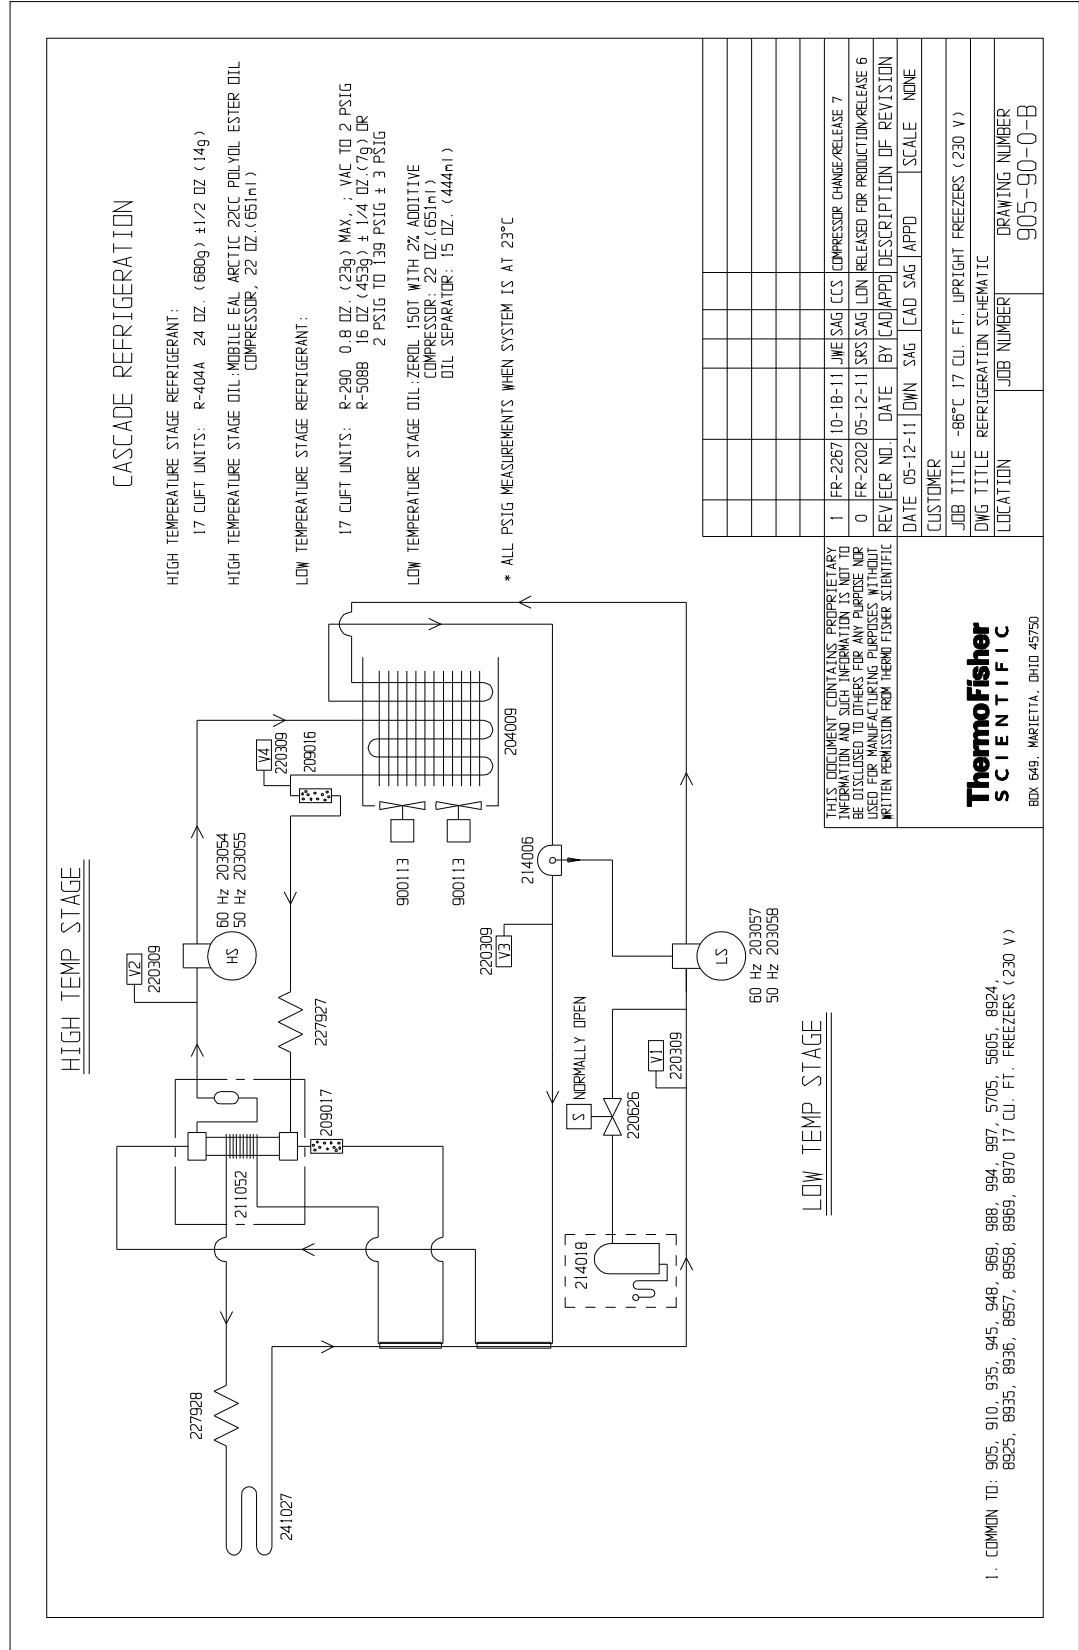 CASCADE REFRIGERATION
HIGH TEMPERATURE STAGE REFRIGERANT:
17 CUFT UNITS: R-404A 24 OZ. (680g) ±1/2 OZ (14g)
HIGH TEMPERATURE STAGE OIL:MOBILE EAL ARCTIC 22CC POLYOL ESTER OIL
COMPRESSOR, 22 OZ.(651ml)
LOW TEMPERATURE STAGE REFRIGERANT:
17 CUFT UNITS: R-290 0.8 OZ. (23g) MAX, ; VAC TO 2 PSIG
R-508B 16 OZ (453g) ± 1/4 OZ.(7g) OR
2 PSIG TO 139 PSIG ± 3 PSIG
LOW TEMPERATURE STAGE OIL:ZEROL 150T WITH 2% ADDITIVE
COMPRESSOR: 22 OZ.(651ml)
OIL SEPARATOR: 15 OZ. (444ml)
* ALL PSIG MEASUREMENTS WHEN SYSTEM IS AT 23°C
HIGH TEMP STAGE
V2
220309
HS
60 Hz 203054
50 Hz 203055
V4
220309
209016
227927
211052
209017
227928
241027
900113
900113
204009
214006
220309
V3
S
NORMALLY OPEN
220626
V1
220309
214018
LS
60 Hz 203057
50 Hz 203058
LOW TEMP STAGE
1. COMMON TO: 905, 910, 935, 945, 948, 969, 988, 994, 997, 5705, 5605, 8924,
8925, 8935, 8936, 8957, 8958, 8969, 8970 17 CU. FT. FREEZERS (230 V)
THIS DOCUMENT CONTAINS PROPRIETARY
INFORMATION AND SUCH INFORMATION IS NOT TO
BE DISCLOSED TO OTHERS FOR ANY PURPOSE NOR
USED FOR MANUFACTURING PURPOSES WITHOUT
WRITTEN PERMISSION FROM THERMO FISHER SCIENTIFIC
ThermoFisher
SCIENTIFIC
BOX 649, MARIETTA, OHIO 45750
1 FR-2267 10-18-11 JWE SAG CCS COMPRESSOR CHANGE/RELEASE 7
0 FR-2202 05-12-11 SRS SAG LON RELEASED FOR PRODUCTION/RELEASE 6
REV ECR NO. DATE BY CAD APPD DESCRIPTION OF REVISION
DATE 05-12-11 DWN SAG CAD SAG APPD SCALE NONE
CUSTOMER
JOB TITLE -86°C 17 CU. FT. UPRIGHT FREEZERS (230 V)
DWG TITLE REFRIGERATION SCHEMATIC
LOCATION JOB NUMBER DRAWING NUMBER
905-90-0-B